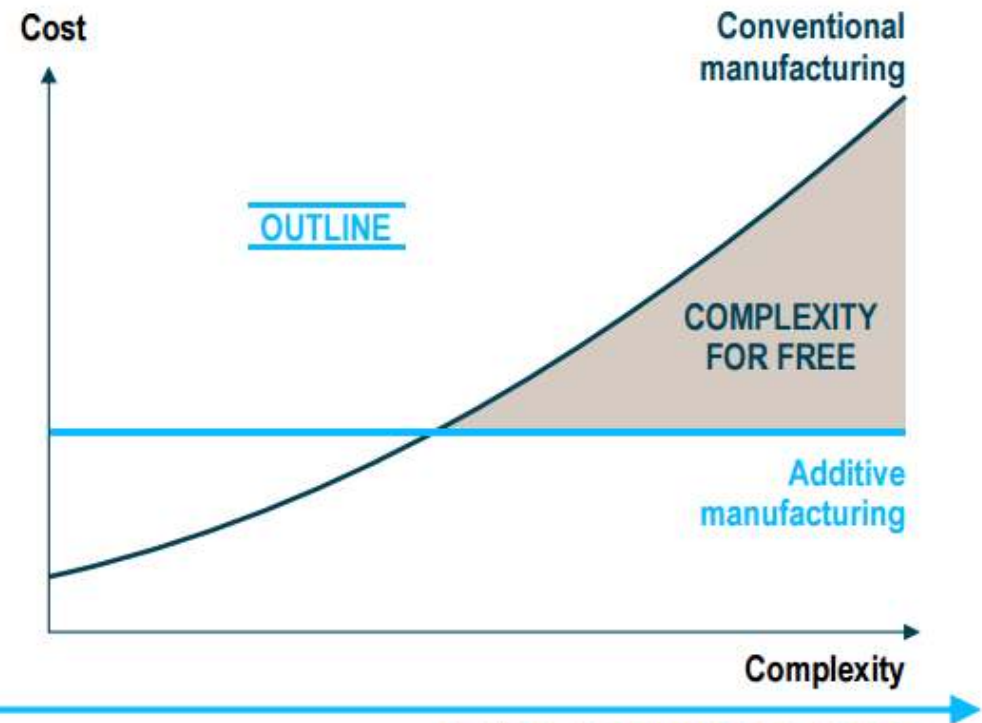 Cost
Conventional
manufacturing
OUTLINE
COMPLEXITY
FOR FREE
Additive
manufacturing
Complexity